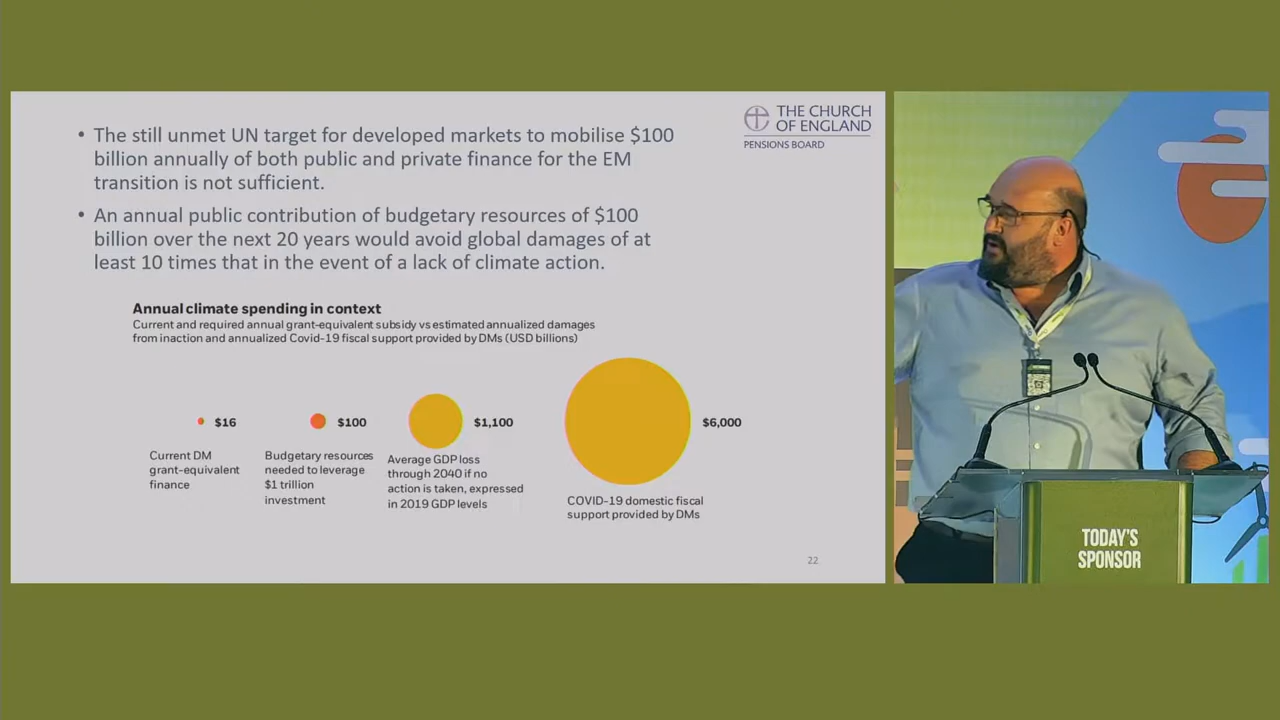 THE CHURCH
OF ENGLAND
PENSIONS BOARD
• The still unmet UN target for developed markets to mobilise $100
billion annually of both public and private finance for the EM
transition is not sufficient.
• An annual public contribution of budgetary resources of $100
billion over the next 20 years would avoid global damages of at
least 10 times that in the event of a lack of climate action.
Annual climate spending in context
Current and required annual grant-equivalent subsidy vs estimated annualized damages
from inaction and annualized Covid-19 fiscal support provided by DMs (USD billions)
$16
Current DM
grant-equivalent
finance
$100
Budgetary resources
needed to leverage
$1 trillion
investment
$1,100
Average GDP loss
through 2040 if no
action is taken, expressed
in 2019 GDP levels
$6,000
COVID-19 domestic fiscal
support provided by DMs
22
TODAY'S
SPONSOR